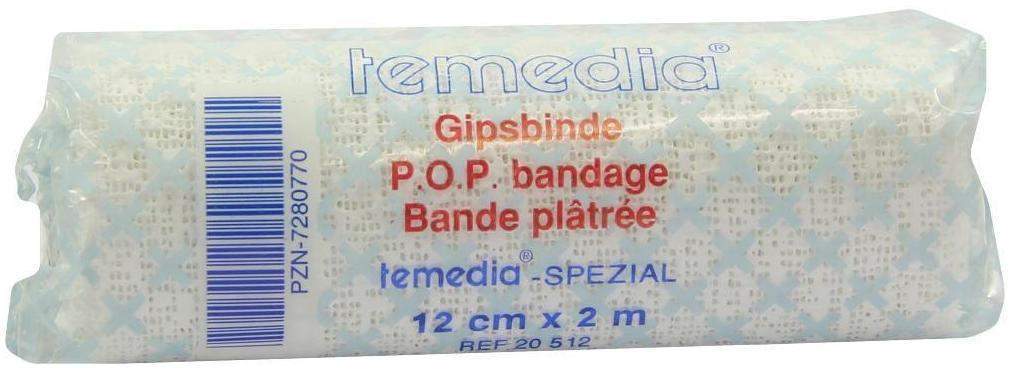 temedia®
Gipsbinde
P.O.P. bandage
Bande plâtrée
temedia®-SPEZIAL
12 cm x 2 m
REF 20 512
PZN-7280770